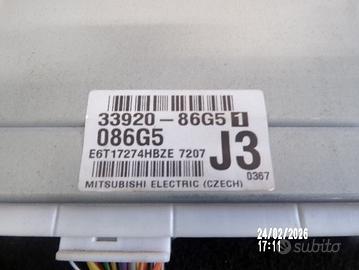 33920-86G5 1
086G5
J3
E6T17274HBZE 7207
0367
MITSUBISHI ELECTRIC (CZECH)
24/02/2026
17:11
subito